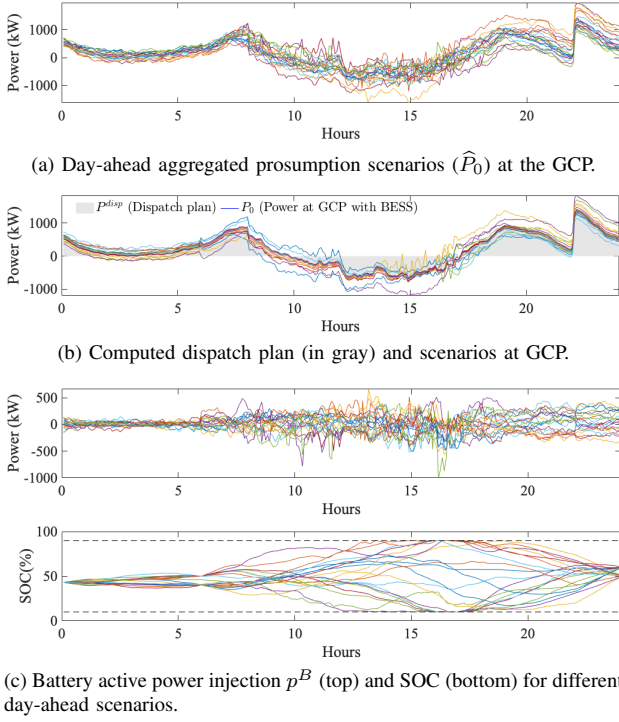 1000
0
-1000
Power (kW)
0 5 10 15 20
Hours
(a) Day-ahead aggregated prosumption scenarios (P̂₀) at the GCP.
P^disp (Dispatch plan) P₀ (Power at GCP with BESS)
1000
0
-1000
Power (kW)
0 5 10 15 20
Hours
(b) Computed dispatch plan (in gray) and scenarios at GCP.
500
0
-500
-1000
Power (kW)
0 5 10 15 20
Hours
100
50
0
SOC(%)
0 5 10 15 20
Hours
(c) Battery active power injection p^B (top) and SOC (bottom) for different
day-ahead scenarios.